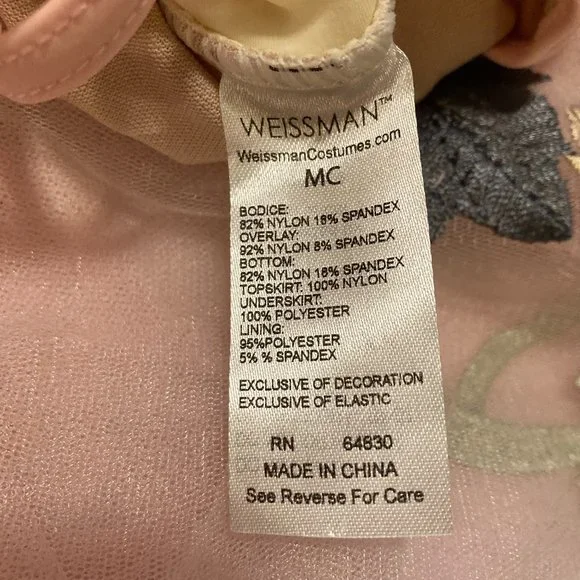 WEISSMAN™
WeissmanCostumes.com
MC
BODICE:
82% NYLON 18% SPANDEX
OVERLAY:
92% NYLON 8% SPANDEX
BOTTOM:
82% NYLON 18% SPANDEX
TOPSKIRT: 100% NYLON
UNDERSKIRT:
100% POLYESTER
LINING:
95%POLYESTER
5% % SPANDEX
EXCLUSIVE OF DECORATION
EXCLUSIVE OF ELASTIC
RN 64830
MADE IN CHINA
See Reverse For Care